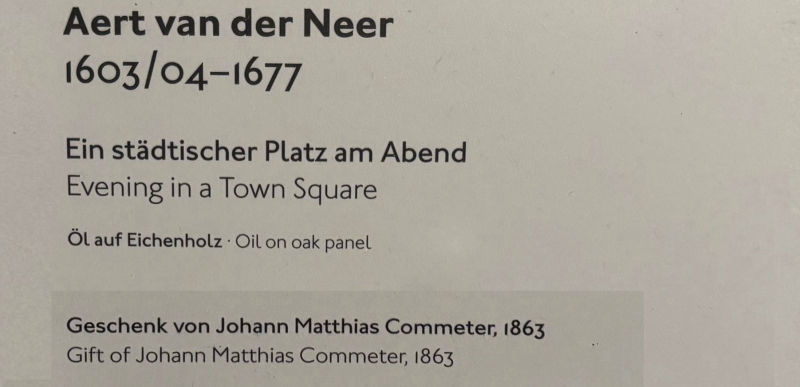 Aert van der Neer
1603/04–1677
Ein städtischer Platz am Abend
Evening in a Town Square
Öl auf Eichenholz · Oil on oak panel
Geschenk von Johann Matthias Commeter, 1863
Gift of Johann Matthias Commeter, 1863